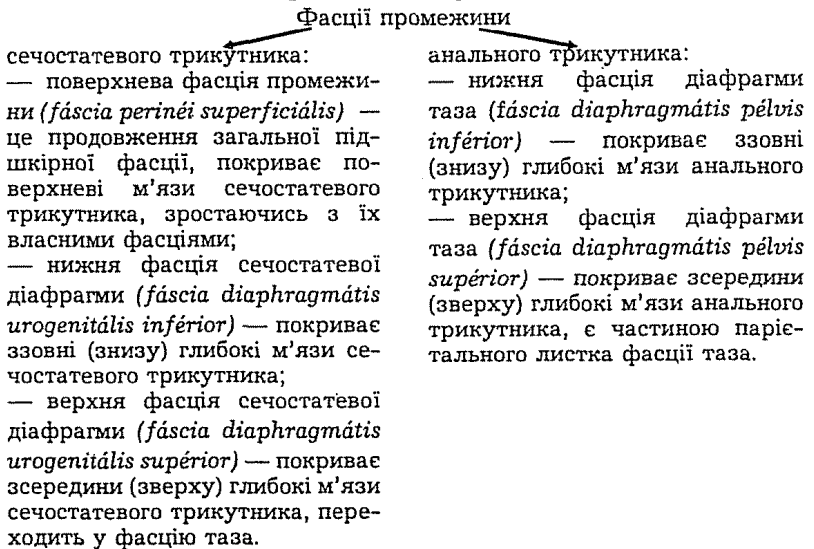 Фасції промежини
сечостатевого трикутника:
— поверхнева фасція промежи-
ни (fáscia perinéi superficiális) —
це продовження загальної під-
шкірної фасції, покриває по-
верхневі м'язи сечостатевого
трикутника, зростаючись з їх
власними фасціями;
— нижня фасція сечостатевої
діафрагми (fáscia diaphragmátis
urogenitális inférior) — покриває
ззовні (знизу) глибокі м'язи се-
чостатевого трикутника;
— верхня фасція сечостатевої
діафрагми (fáscia diaphragmátis
urogenitális supérior) — покриває
зсередини (зверху) глибокі м'язи
сечостатевого трикутника, пере-
ходить у фасцію таза.
анального трикутника:
— нижня фасція діафрагми
таза (fáscia diaphragmátis pélvis
inférior) — покриває ззовні
(знизу) глибокі м'язи анального
трикутника;
— верхня фасція діафрагми
таза (fáscia diaphragmátis pélvis
supérior) — покриває зсередини
(зверху) глибокі м'язи анального
трикутника, є частиною паріє-
тального листка фасції таза.